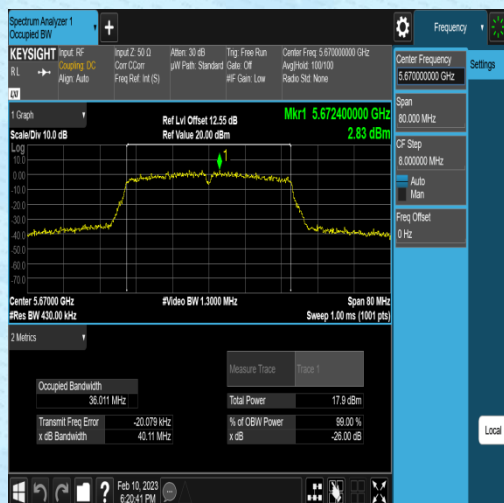 Spectrum Analyzer 1
Occupied BW
+
Frequency
KEYSIGHT
Input: RF
Coupling: DC
Align: Auto
Input Z: 50 Ω
Corr CCorr
Freq Ref: Int (S)
Atten: 30 dB
µW Path: Standard
Trig: Free Run
Gate: Off
#IF Gain: Low
Center Freq: 5.670000000 GHz
Avg|Hold: 100/100
Radio Std: None
R L
1 Graph
Scale/Div 10.0 dB
Ref Lvl Offset 12.55 dB
Ref Value 20.00 dBm
Mkr1 5.672400000 GHz
2.83 dBm
Log
10.0
0.00
-10.0
-20.0
-30.0
-40.0
-50.0
-60.0
-70.0
1
Center 5.67000 GHz
#Res BW 430.00 kHz
#Video BW 1.3000 MHz
Span 80 MHz
Sweep 1.00 ms (1001 pts)
2 Metrics
Measure Trace
Trace 1
Occupied Bandwidth
36.011 MHz
Total Power
17.9 dBm
Transmit Freq Error
-20.079 kHz
% of OBW Power
99.00 %
x dB Bandwidth
40.11 MHz
x dB
-26.00 dB
Center Frequency
5.670000000 GHz
Settings
Span
80.000 MHz
CF Step
8.000000 MHz
Auto
Man
Freq Offset
0 Hz
Local
?
Feb 10, 2023
6:20:41 PM